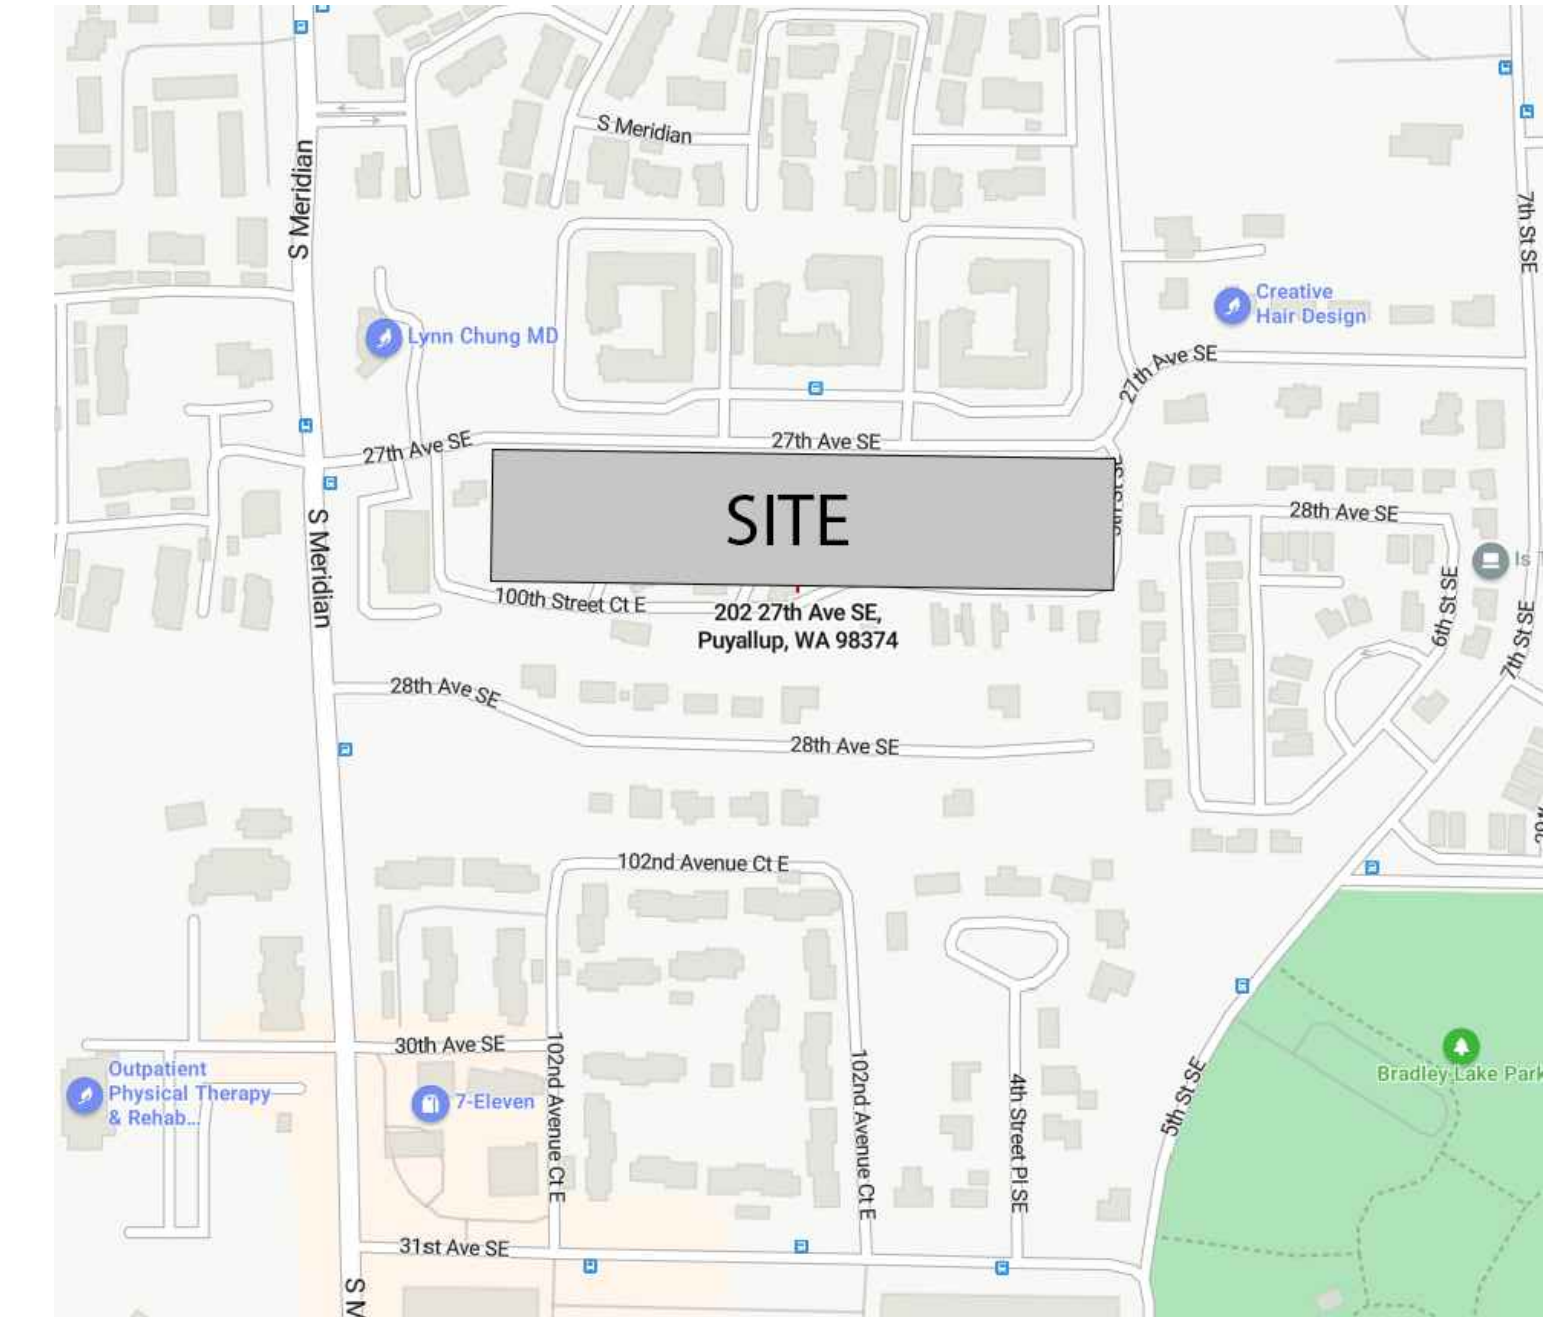 S Meridian
S Meridian
7th St SE
Creative
Hair Design
Lynn Chung MD
27th Ave SE
27th Ave SE
27th Ave SE
SITE
28th Ave SE
S Meridian
Is
100th Street Ct E
202 27th Ave SE,
Puyallup, WA 98374
6th St SE
7th St SE
28th Ave SE
28th Ave SE
102nd Avenue Ct E
30th Ave SE
102nd Avenue Ct E
102nd Avenue Ct E
4th Street Pl SE
5th St SE
Bradley Lake Park
Outpatient
Physical Therapy
& Rehab...
7-Eleven
31st Ave SE
S M